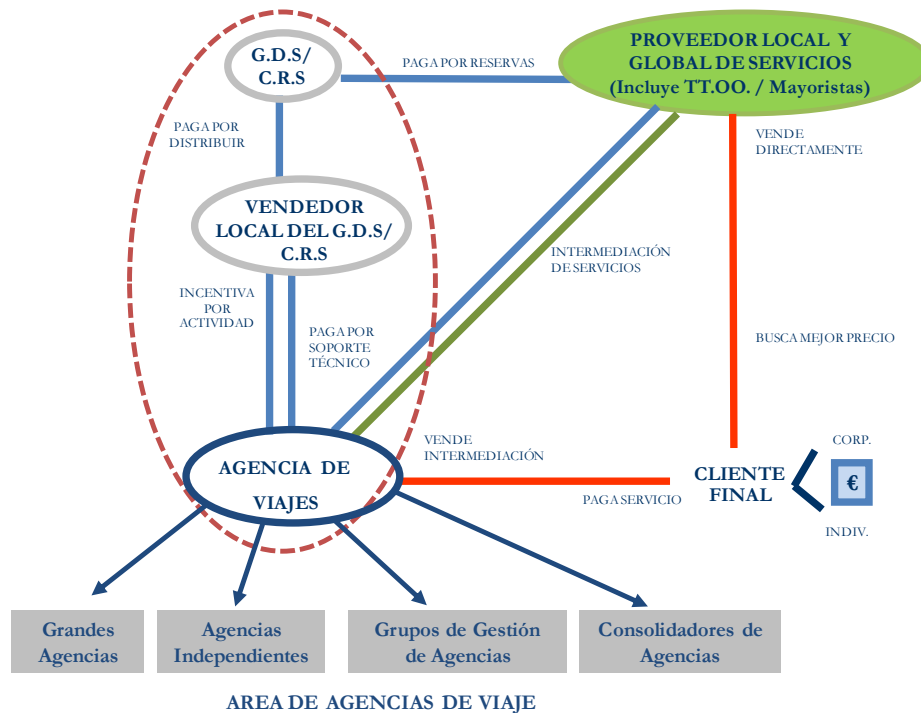 G.D.S/
C.R.S
PAGA POR RESERVAS
PROVEEDOR LOCAL Y
GLOBAL DE SERVICIOS
(Incluye TT.OO. / Mayoristas)
PAGA POR
DISTRIBUIR
VENDE
DIRECTAMENTE
VENDEDOR
LOCAL DEL G.D.S/
C.R.S
INTERMEDIACIÓN
DE SERVICIOS
INCENTIVA
POR
ACTIVIDAD
PAGA POR
SOPORTE
TÉCNICO
BUSCA MEJOR PRECIO
VENDE
INTERMEDIACIÓN
CORP.
AGENCIA DE
VIAJES
CLIENTE
FINAL
€
PAGA SERVICIO
INDIV.
Grandes
Agencias
Agencias
Independientes
Grupos de Gestión
de Agencias
Consolidadores de
Agencias
AREA DE AGENCIAS DE VIAJE